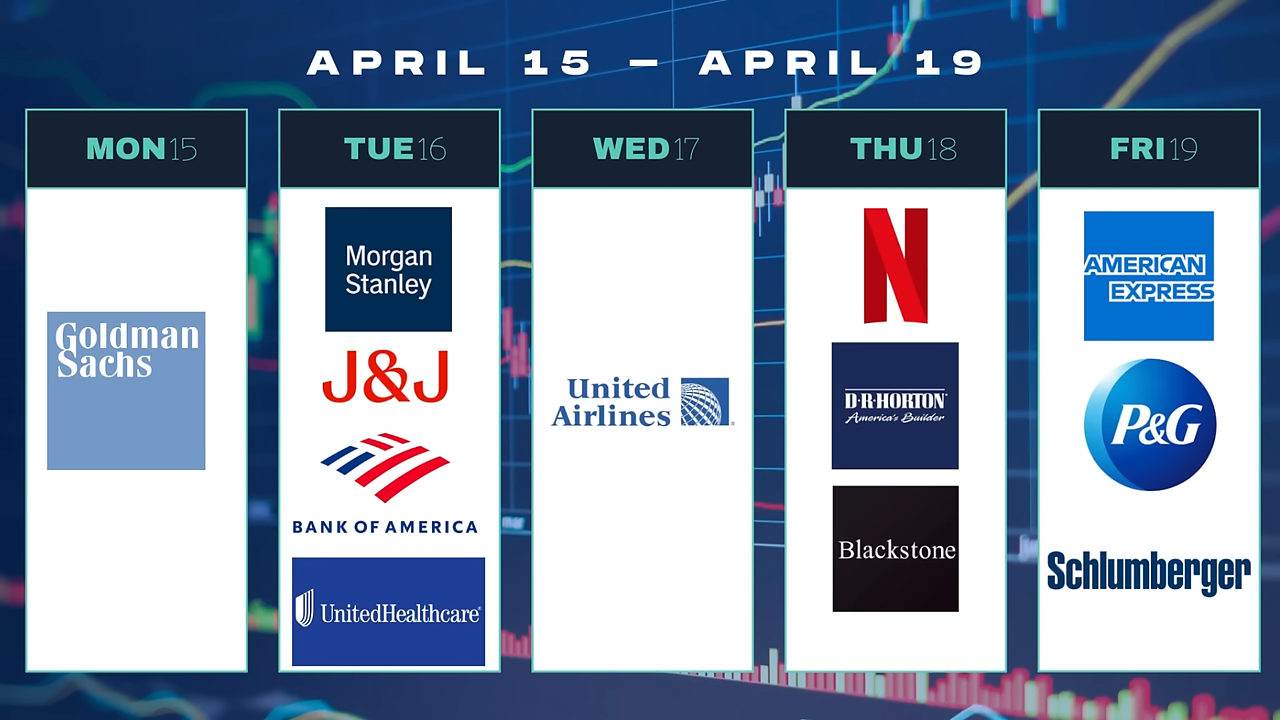 APRIL 15 – APRIL 19
MON15
Goldman
Sachs
TUE16
Morgan
Stanley
J&J
BANK OF AMERICA
UnitedHealthcare®
WED17
United
Airlines
THU18
N
D·R·HORTON®
America's Builder
Blackstone
FRI19
AMERICAN
EXPRESS
P&G
Schlumberger
mar